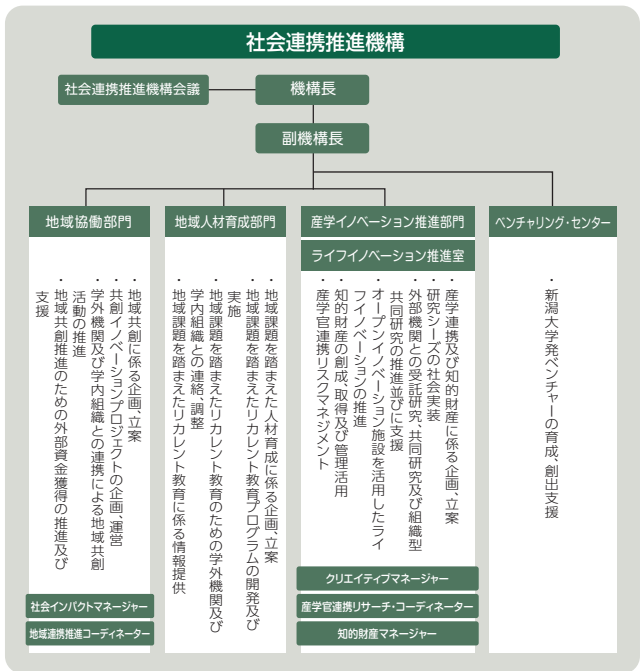 社会連携推進機構
社会連携推進機構会議
機構長
副機構長
地域協働部門
・地域共創に係る企画、立案
・共創イノベーションプロジェクトの企画、運営
・学外機関及び学内組織との連携による地域共創
活動の推進
・地域共創推進のための外部資金獲得の推進及び
支援
社会インパクトマネージャー
地域連携推進コーディネーター
地域人材育成部門
・地域課題を踏まえた人材育成に係る企画、立案
・地域課題を踏まえたリカレント教育プログラムの開発及び
実施
・地域課題を踏まえたリカレント教育のための学外機関及び
学内組織との連絡、調整
・地域課題を踏まえたリカレント教育に係る情報提供
産学イノベーション推進部門
ライフイノベーション推進室
・産学連携及び知的財産に係る企画、立案
・研究シーズの社会実装
・外部機関との受託研究、共同研究及び組織型
共同研究の推進並びに支援
・オープンイノベーション施設を活用したライ
フイノベーションの推進
・知的財産の創成、取得及び管理活用
・産学官連携リスクマネジメント
クリエイティブマネージャー
産学官連携リサーチ・コーディネーター
知的財産マネージャー
ベンチャリング・センター
・新潟大学発ベンチャーの育成、創出支援